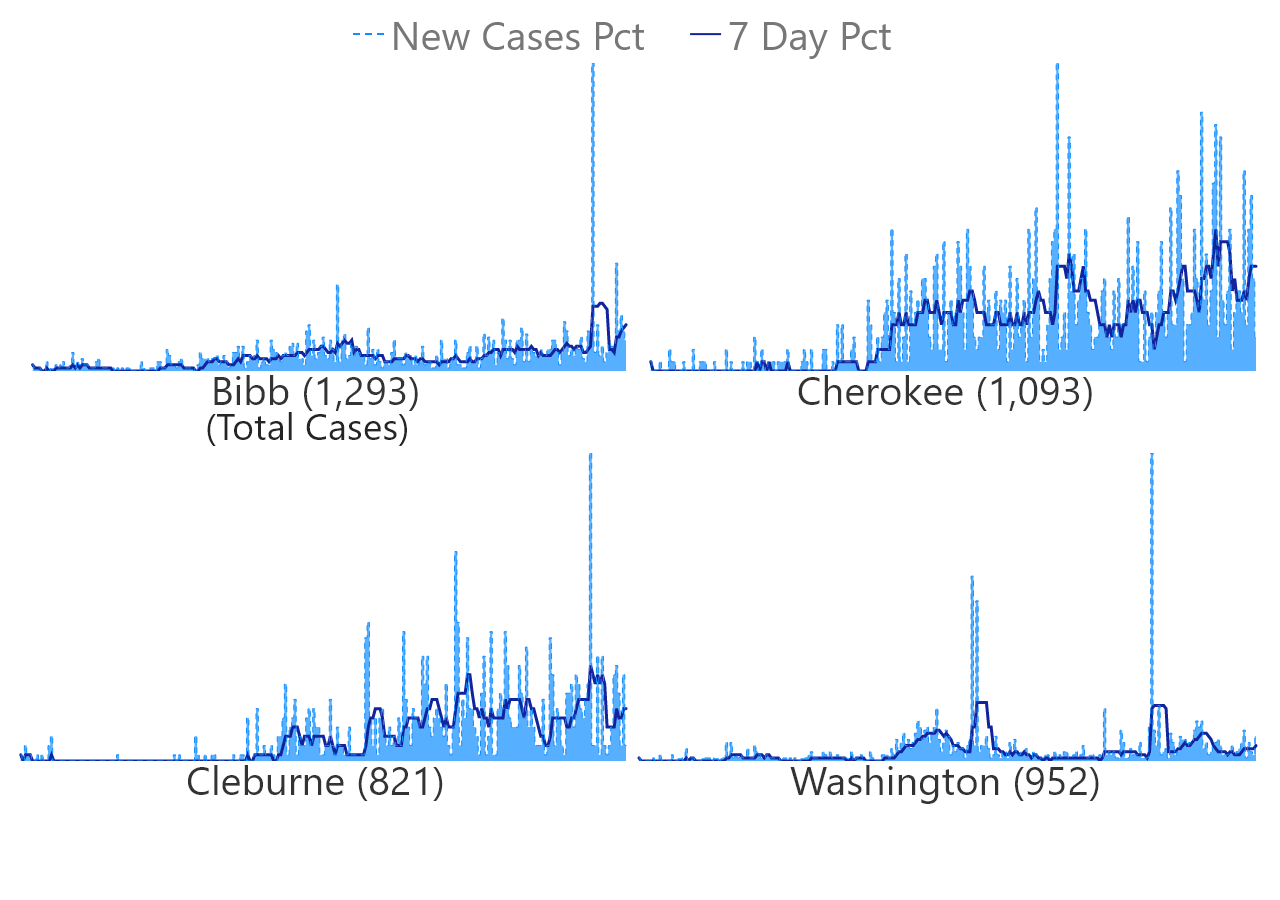 New Cases Pct 7 Day Pct
Bibb (1,293) Cherokee (1,093)
(Total Cases)
Cleburne (821) Washington (952)